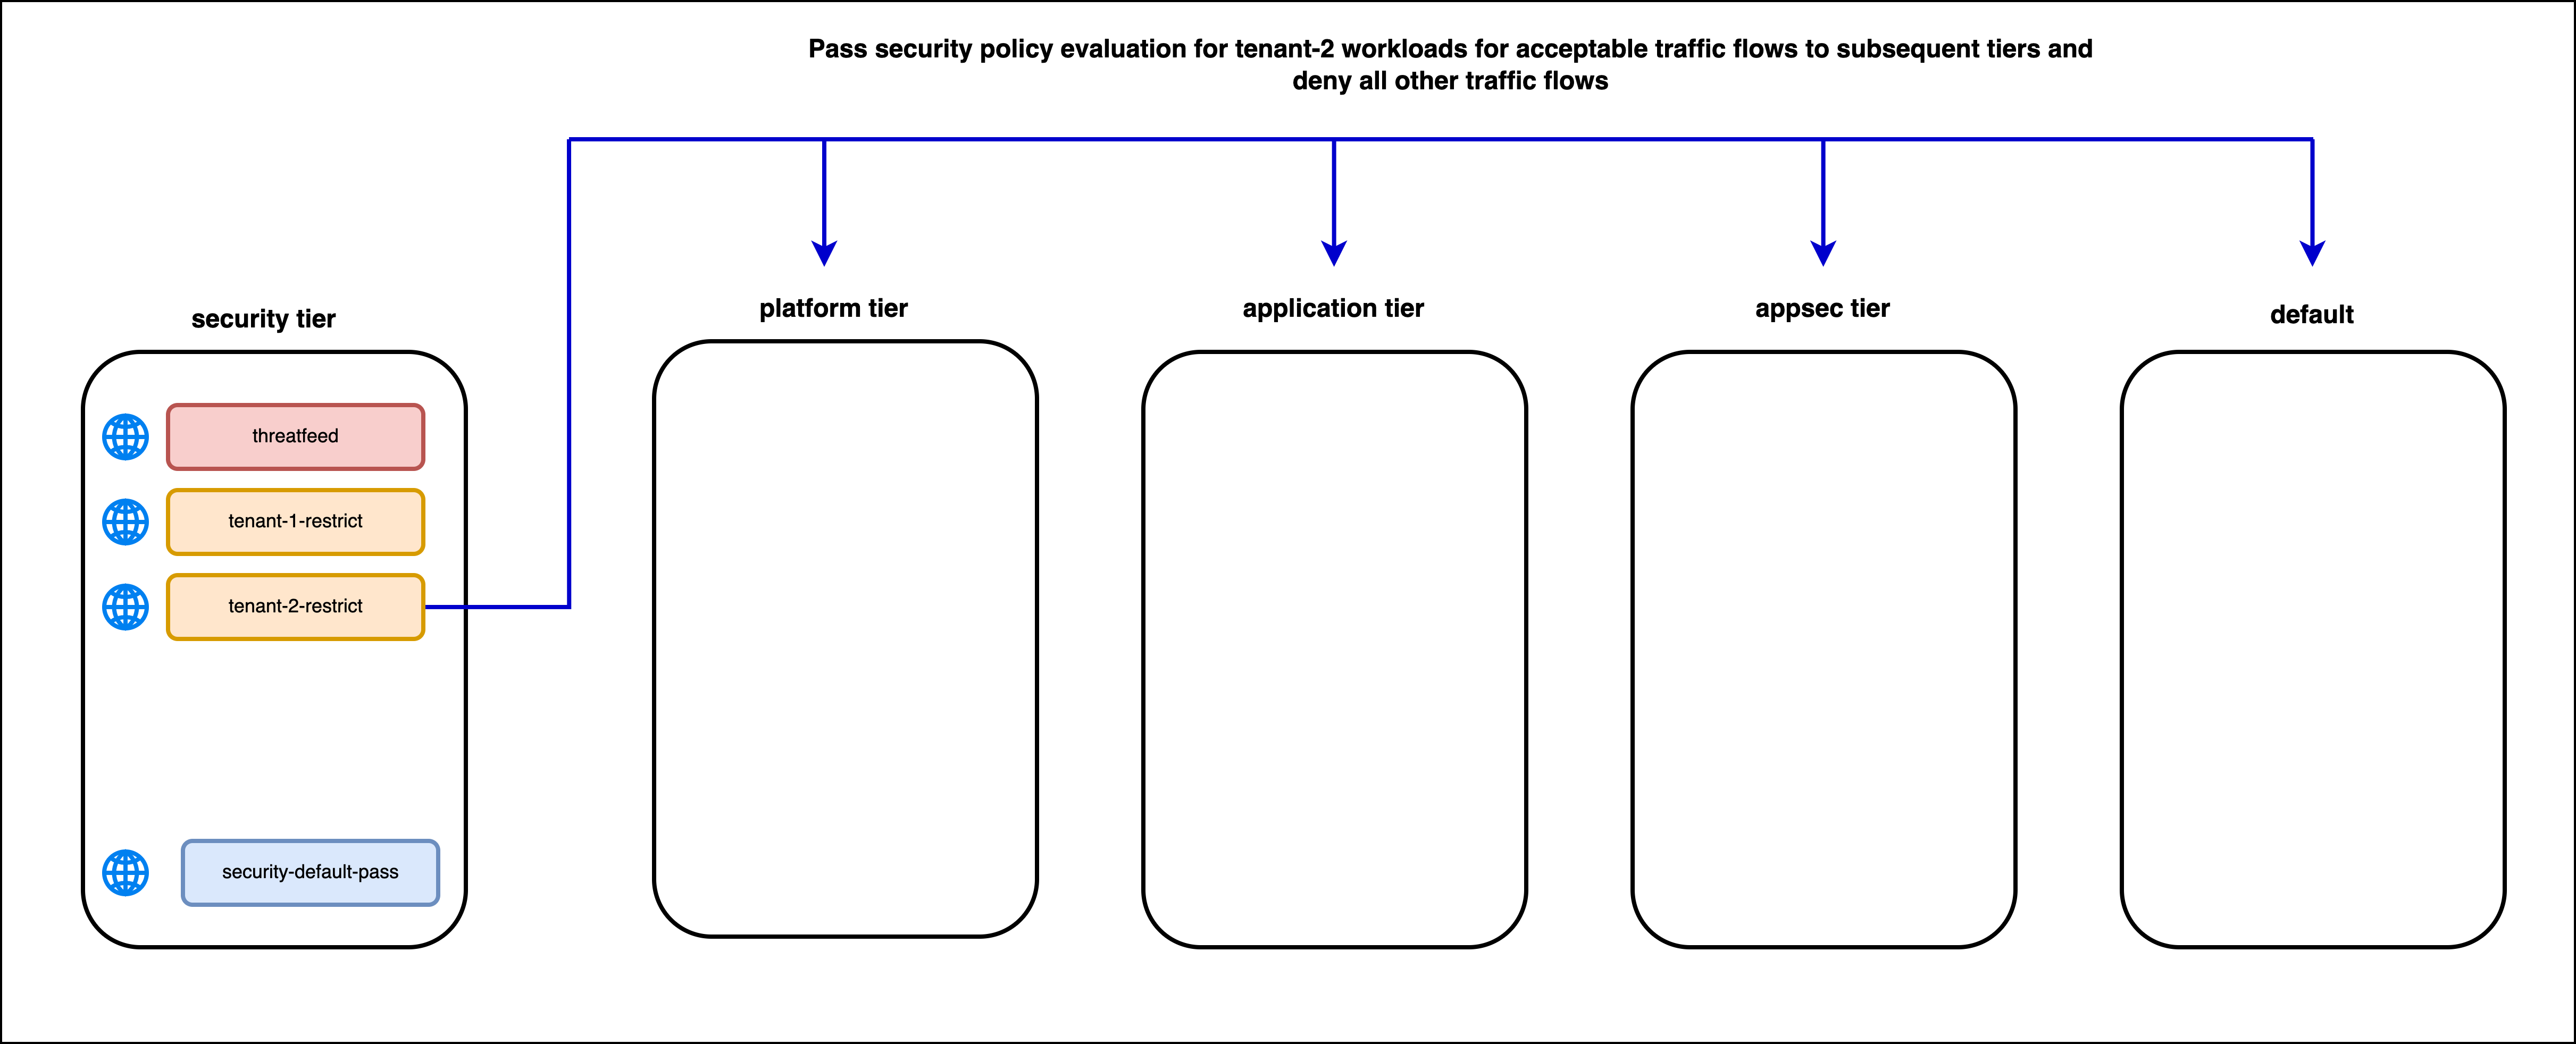 Pass security policy evaluation for tenant-2 workloads for acceptable traffic flows to subsequent tiers and
deny all other traffic flows
security tier
platform tier
application tier
appsec tier
default
threatfeed
tenant-1-restrict
tenant-2-restrict
security-default-pass